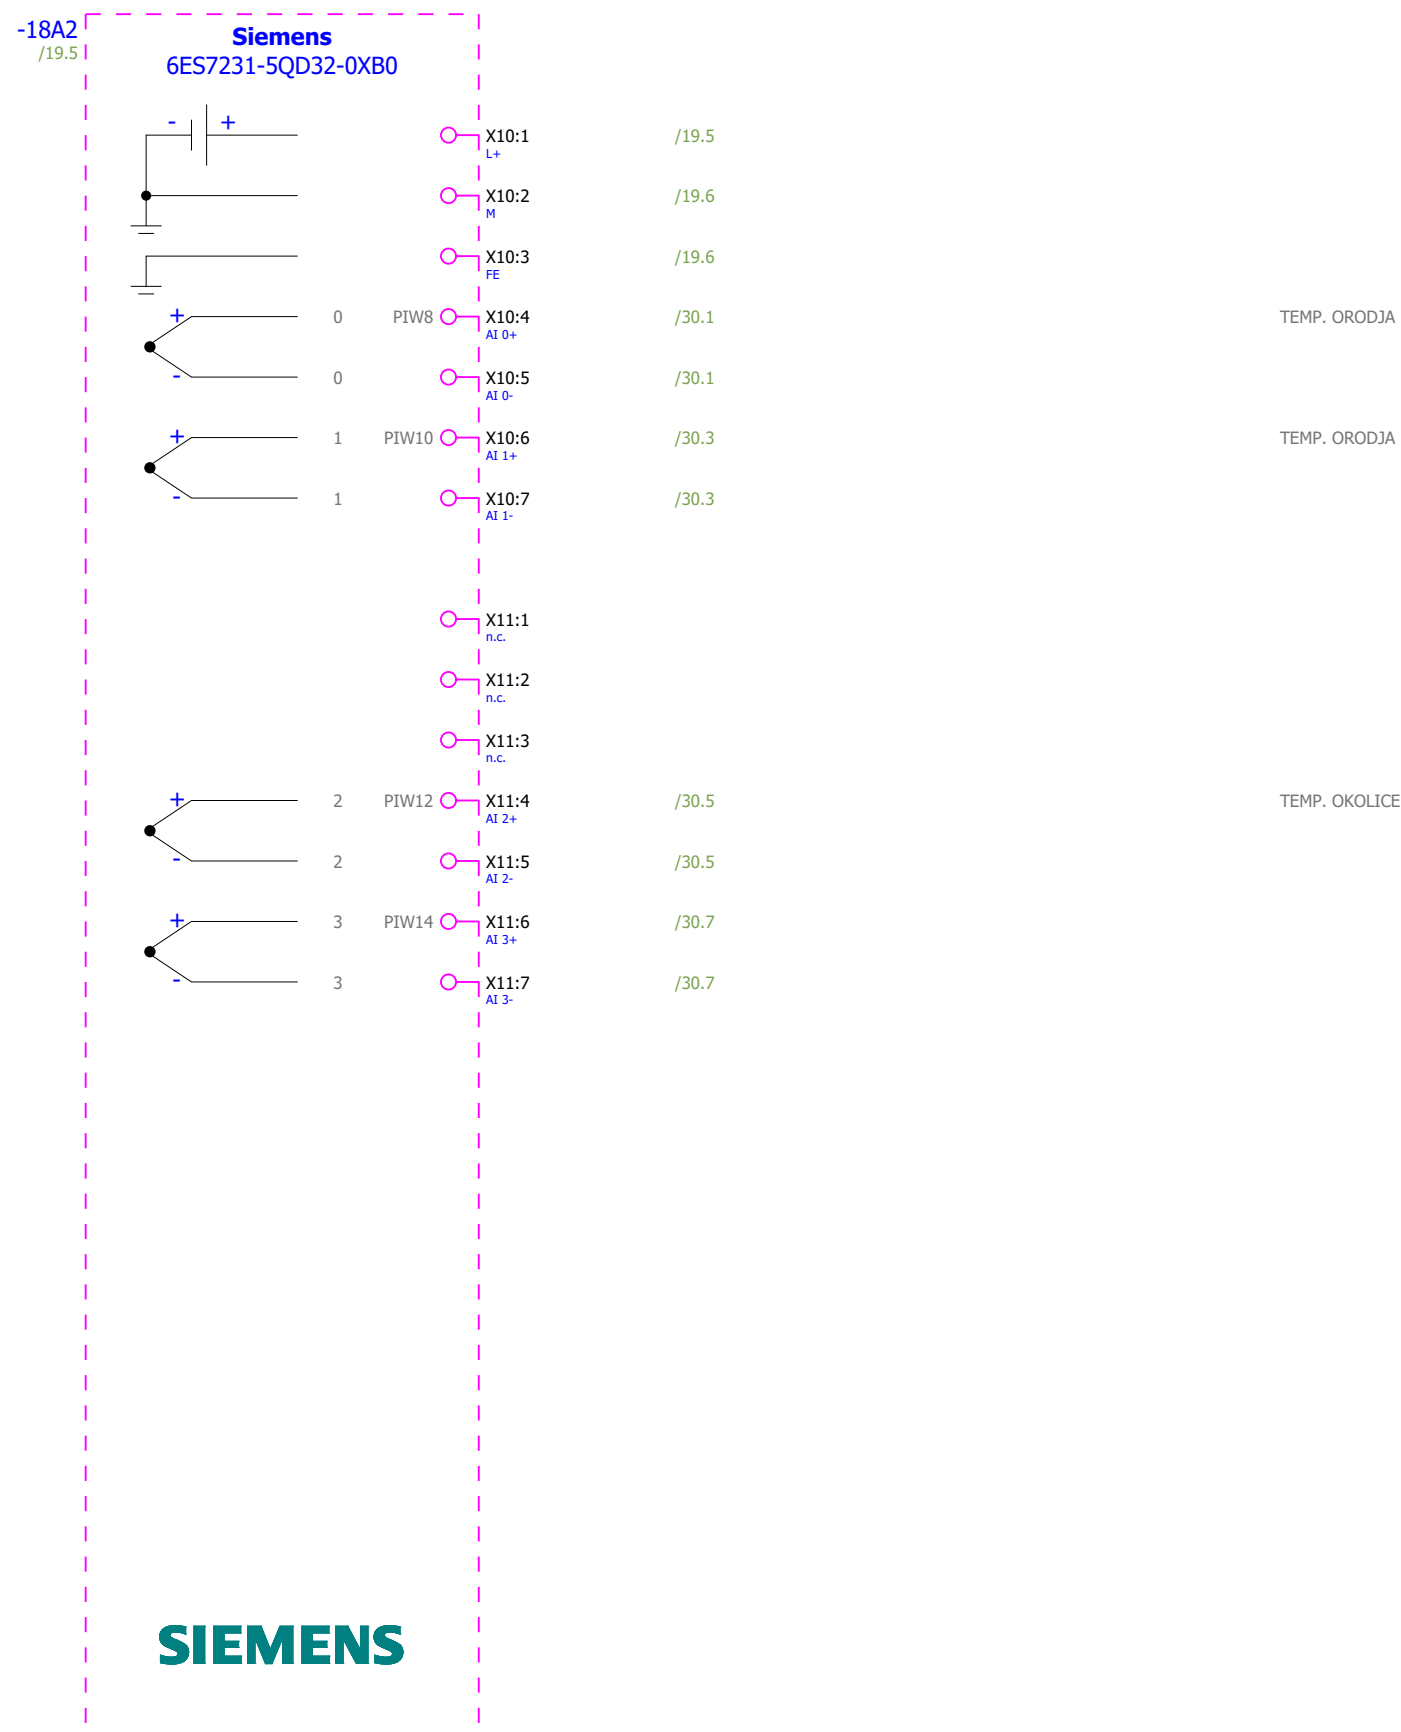 -18A2
/19.5
Siemens
6ES7231-5QD32-0XB0
- +
X10:1 /19.5
L+
X10:2 /19.6
M
X10:3 /19.6
FE
+ 0 PIW8 X10:4 /30.1 TEMP. ORODJA
AI 0+
- 0 X10:5 /30.1
AI 0-
+ 1 PIW10 X10:6 /30.3 TEMP. ORODJA
AI 1+
- 1 X10:7 /30.3
AI 1-
X11:1
n.c.
X11:2
n.c.
X11:3
n.c.
+ 2 PIW12 X11:4 /30.5 TEMP. OKOLICE
AI 2+
- 2 X11:5 /30.5
AI 2-
+ 3 PIW14 X11:6 /30.7
AI 3+
- 3 X11:7 /30.7
AI 3-
SIEMENS